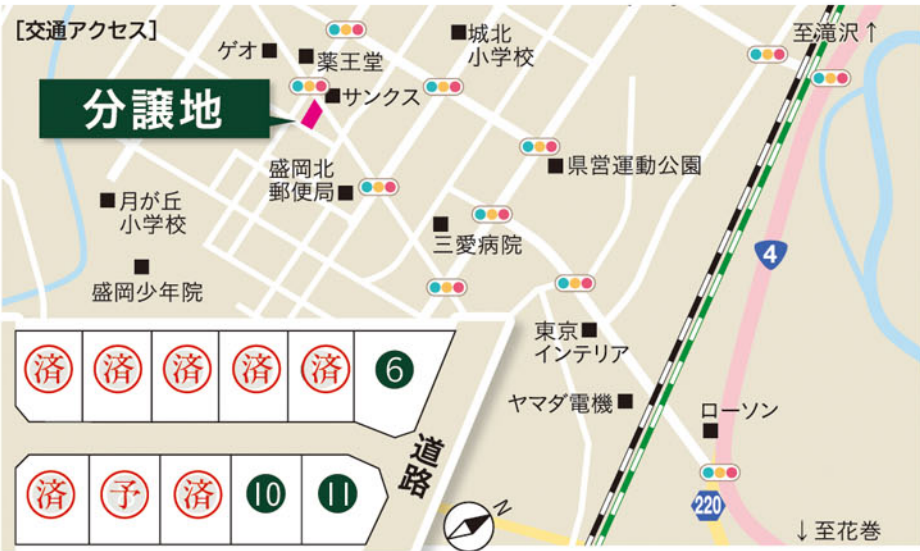 [交通アクセス]
ゲオ
薬王堂
城北
小学校
至滝沢↑
サンクス
分譲地
盛岡北
郵便局
県営運動公園
月が丘
小学校
三愛病院
盛岡少年院
4
東京
インテリア
ヤマダ電機
ローソン
220
↓至花巻
済 済 済 済 済 6
済 予 済 10 11
道路
N